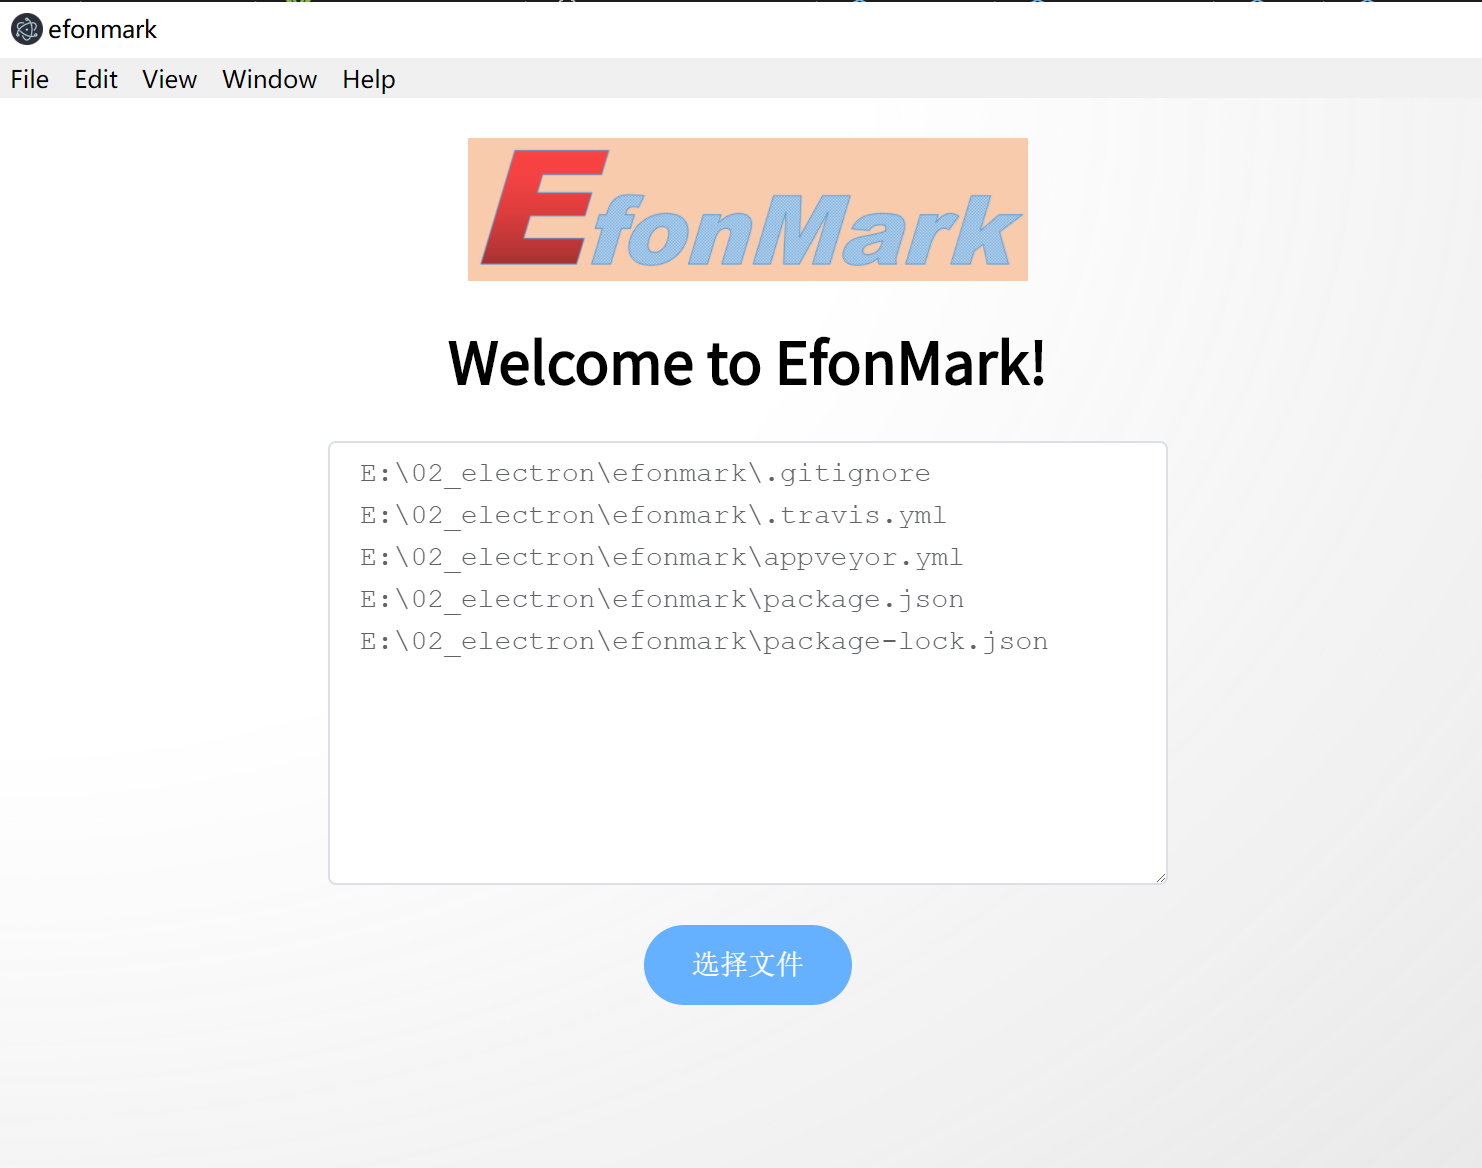 efonmark
File Edit View Window Help
EfonMark
Welcome to EfonMark!
E:\02_electron\efonmark\.gitignore
E:\02_electron\efonmark\.travis.yml
E:\02_electron\efonmark\appveyor.yml
E:\02_electron\efonmark\package.json
E:\02_electron\efonmark\package-lock.json
选择文件